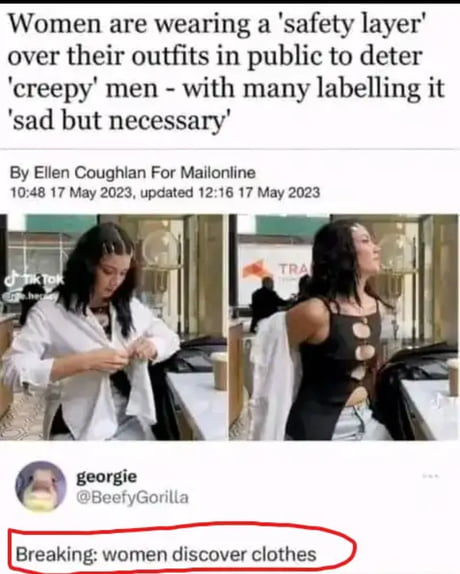 Women are wearing a 'safety layer'
over their outfits in public to deter
'creepy' men - with many labelling it
'sad but necessary'
By Ellen Coughlan For Mailonline
10:48 17 May 2023, updated 12:16 17 May 2023
TikTok
TRA
georgie
@BeefyGorilla
Breaking: women discover clothes